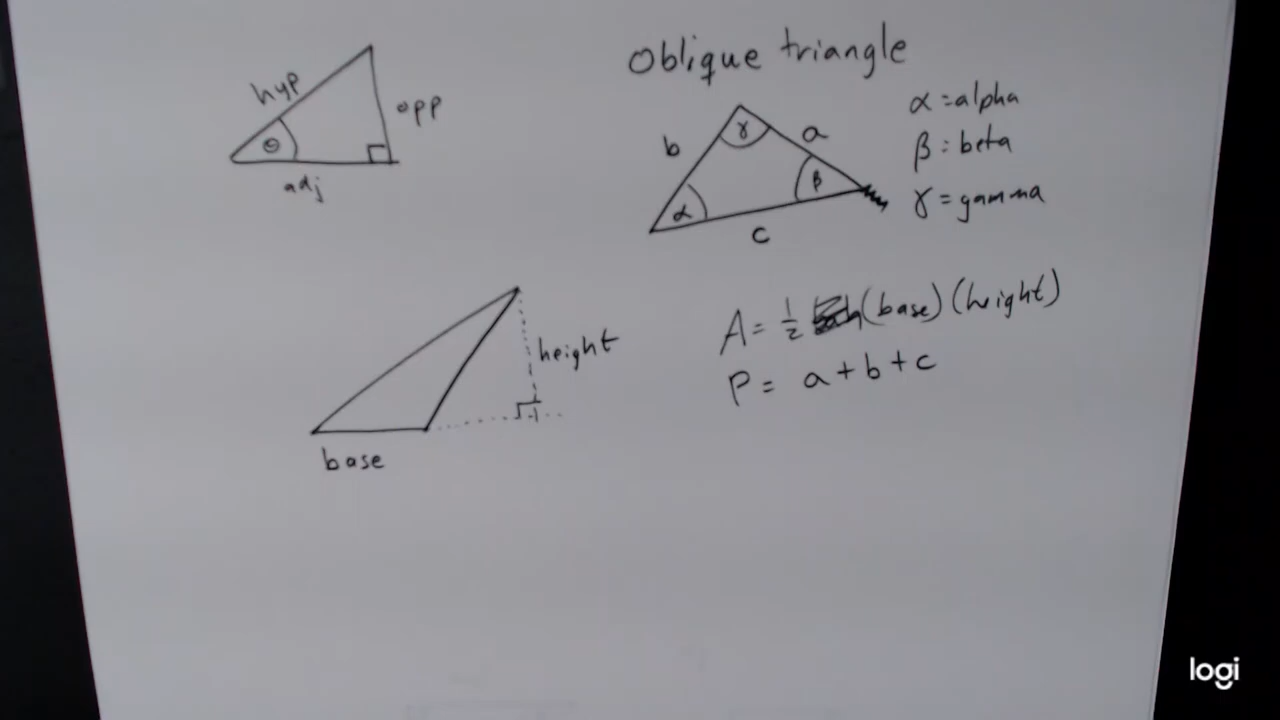 hyp
θ
opp
adj
Oblique triangle
b
γ
a
α
β
c
α = alpha
β = beta
γ = gamma
base
height
A = 1/2 (base) (height)
P = a + b + c
logi